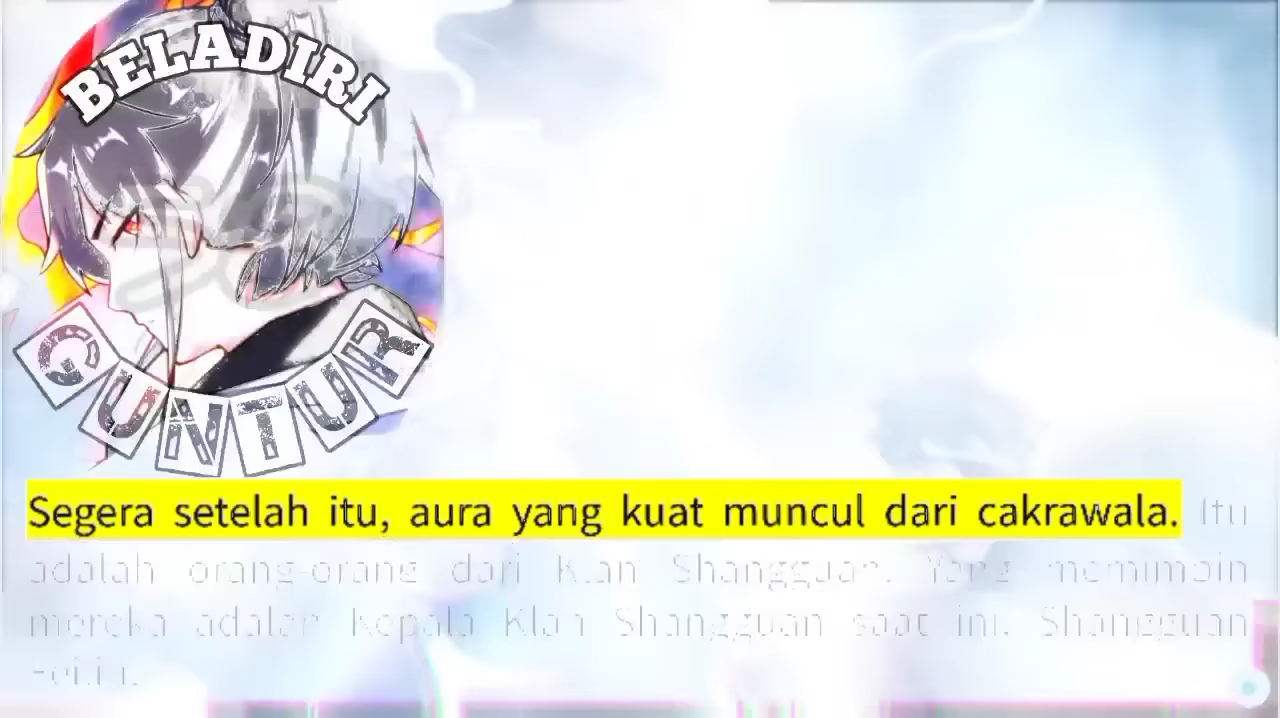 BELADIRI
GUNTUR
Segera setelah itu, aura yang kuat muncul dari cakrawala. Itu
adalah orang-orang dari Klan Shangguan. Yang memimpin
mereka adalah kepala Klan Shangguan saat ini, Shangguan